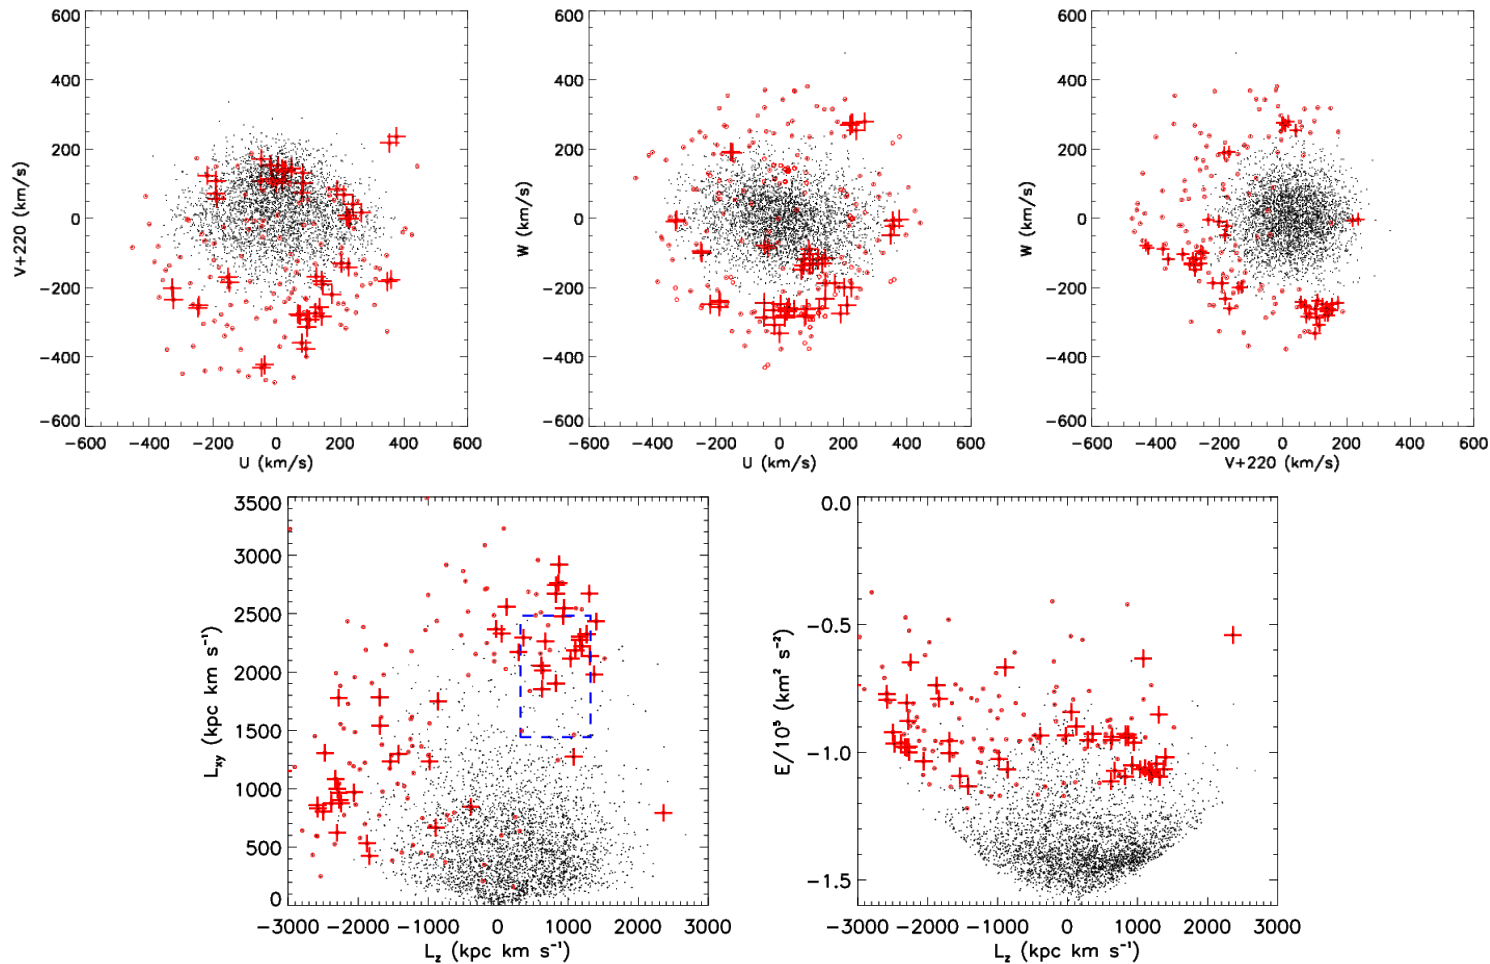 600 400 200 0 −200 −400 −600
V+220 (km/s)
−600 −400 −200 0 200 400 600
U (km/s)
600 400 200 0 −200 −400 −600
W (km/s)
−600 −400 −200 0 200 400 600
U (km/s)
600 400 200 0 −200 −400 −600
W (km/s)
−600 −400 −200 0 200 400 600
V+220 (km/s)
3500 3000 2500 2000 1500 1000 500 0
Lxy (kpc km s⁻¹)
−3000 −2000 −1000 0 1000 2000 3000
Lz (kpc km s⁻¹)
0.0 −0.5 −1.0 −1.5
E/10⁵ (km² s⁻²)
−3000 −2000 −1000 0 1000 2000 3000
Lz (kpc km s⁻¹)